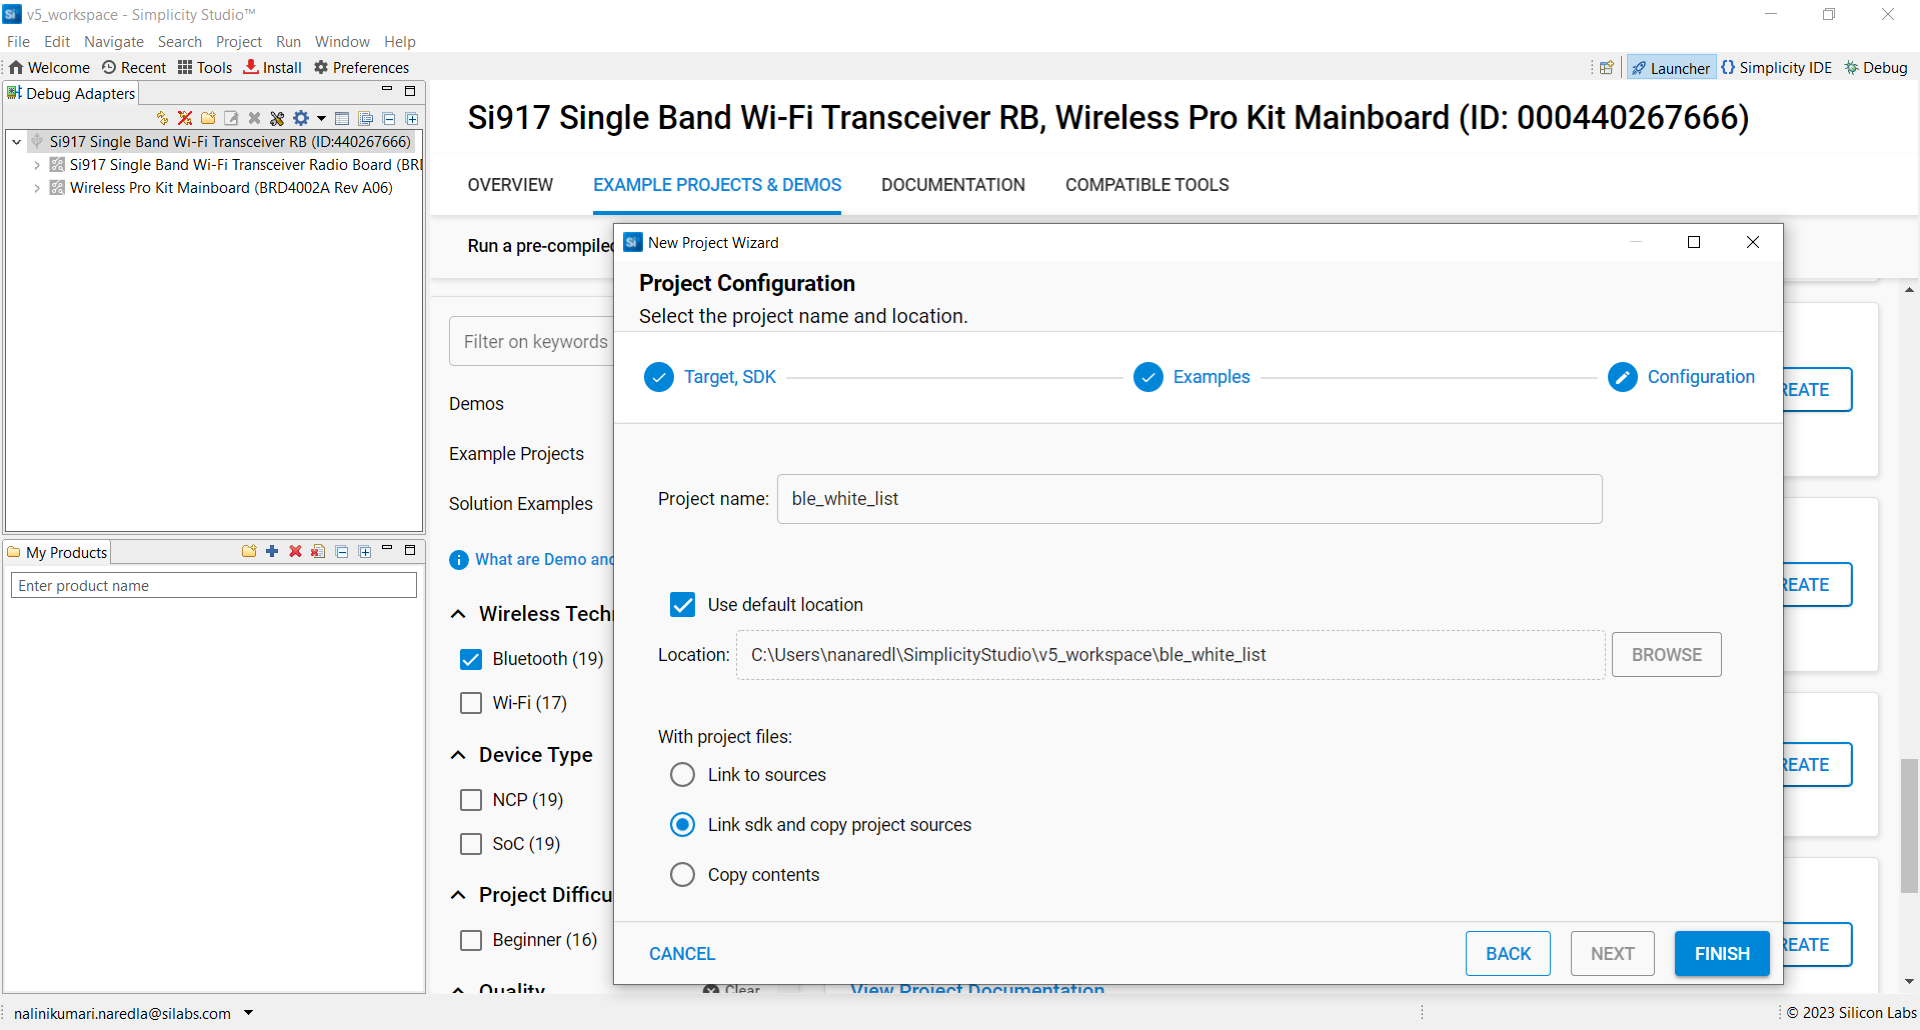 v5_workspace - Simplicity Studio™
File Edit Navigate Search Project Run Window Help
Welcome Recent Tools Install Preferences
Launcher Simplicity IDE Debug
Debug Adapters
Si917 Single Band Wi-Fi Transceiver RB (ID:440267666)
Si917 Single Band Wi-Fi Transceiver Radio Board (BRI
Wireless Pro Kit Mainboard (BRD4002A Rev A06)
My Products
Enter product name
Si917 Single Band Wi-Fi Transceiver RB, Wireless Pro Kit Mainboard (ID: 000440267666)
OVERVIEW EXAMPLE PROJECTS & DEMOS DOCUMENTATION COMPATIBLE TOOLS
Run a pre-compiled
Filter on keywords
Demos
Example Projects
Solution Examples
What are Demo and
Wireless Techn
Bluetooth (19)
Wi-Fi (17)
Device Type
NCP (19)
SoC (19)
Project Difficu
Beginner (16)
Quality
Clear
View Project Documentation
New Project Wizard
Project Configuration
Select the project name and location.
Target, SDK Examples Configuration
Project name: ble_white_list
Use default location
Location: C:\Users\nanaredl\SimplicityStudio\v5_workspace\ble_white_list BROWSE
With project files:
Link to sources
Link sdk and copy project sources
Copy contents
CANCEL BACK NEXT FINISH
REATE
REATE
REATE
REATE
nalinikumari.naredla@silabs.com
© 2023 Silicon Labs